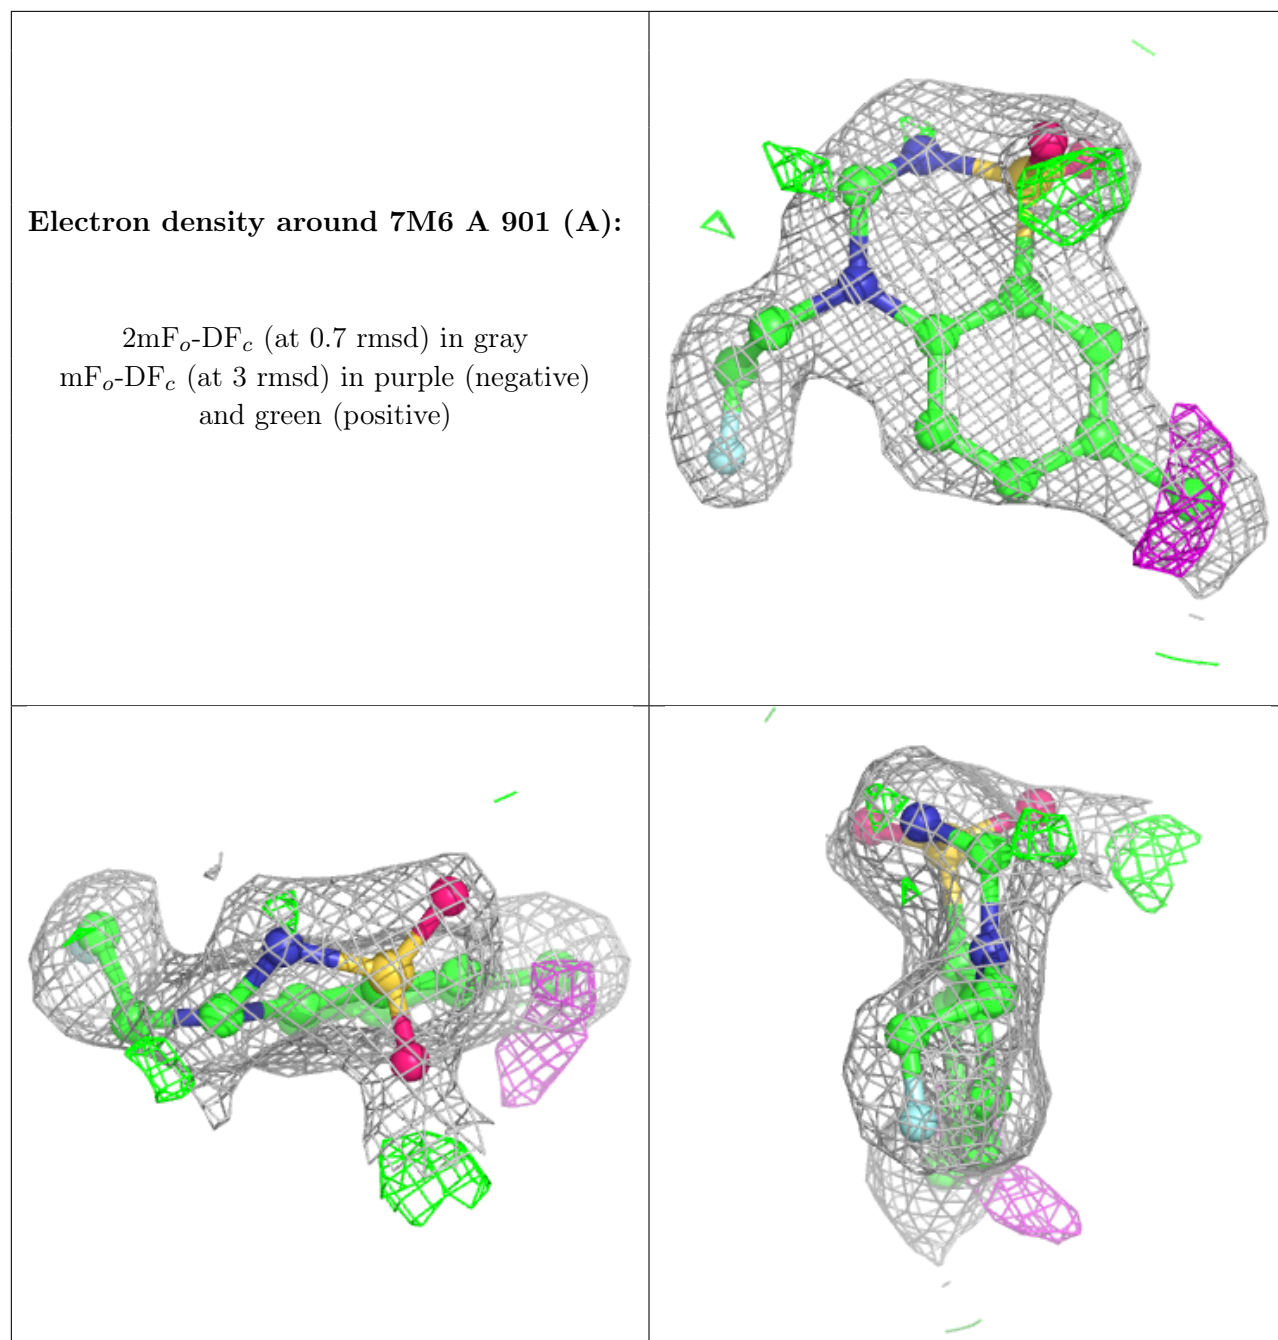 Electron density around 7M6 A 901 (A):
2mFo-DFc (at 0.7 rmsd) in gray
mFo-DFc (at 3 rmsd) in purple (negative)
and green (positive)